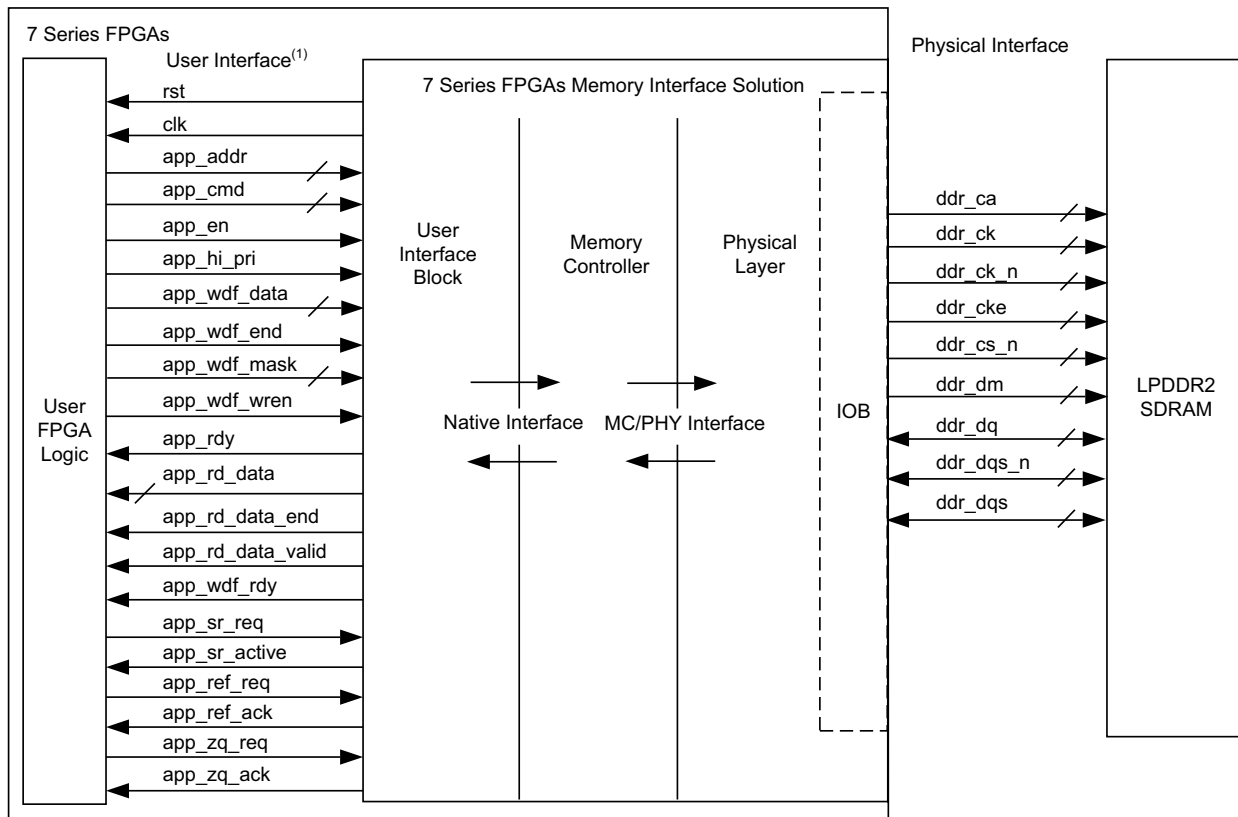 7 Series FPGAs
User Interface(1)
Physical Interface
7 Series FPGAs Memory Interface Solution
rst
clk
app_addr
app_cmd
app_en
app_hi_pri
app_wdf_data
app_wdf_end
app_wdf_mask
app_wdf_wren
app_rdy
app_rd_data
app_rd_data_end
app_rd_data_valid
app_wdf_rdy
app_sr_req
app_sr_active
app_ref_req
app_ref_ack
app_zq_req
app_zq_ack
User
FPGA
Logic
User
Interface
Block
Memory
Controller
Physical
Layer
Native Interface
MC/PHY Interface
IOB
ddr_ca
ddr_ck
ddr_ck_n
ddr_cke
ddr_cs_n
ddr_dm
ddr_dq
ddr_dqs_n
ddr_dqs
LPDDR2
SDRAM